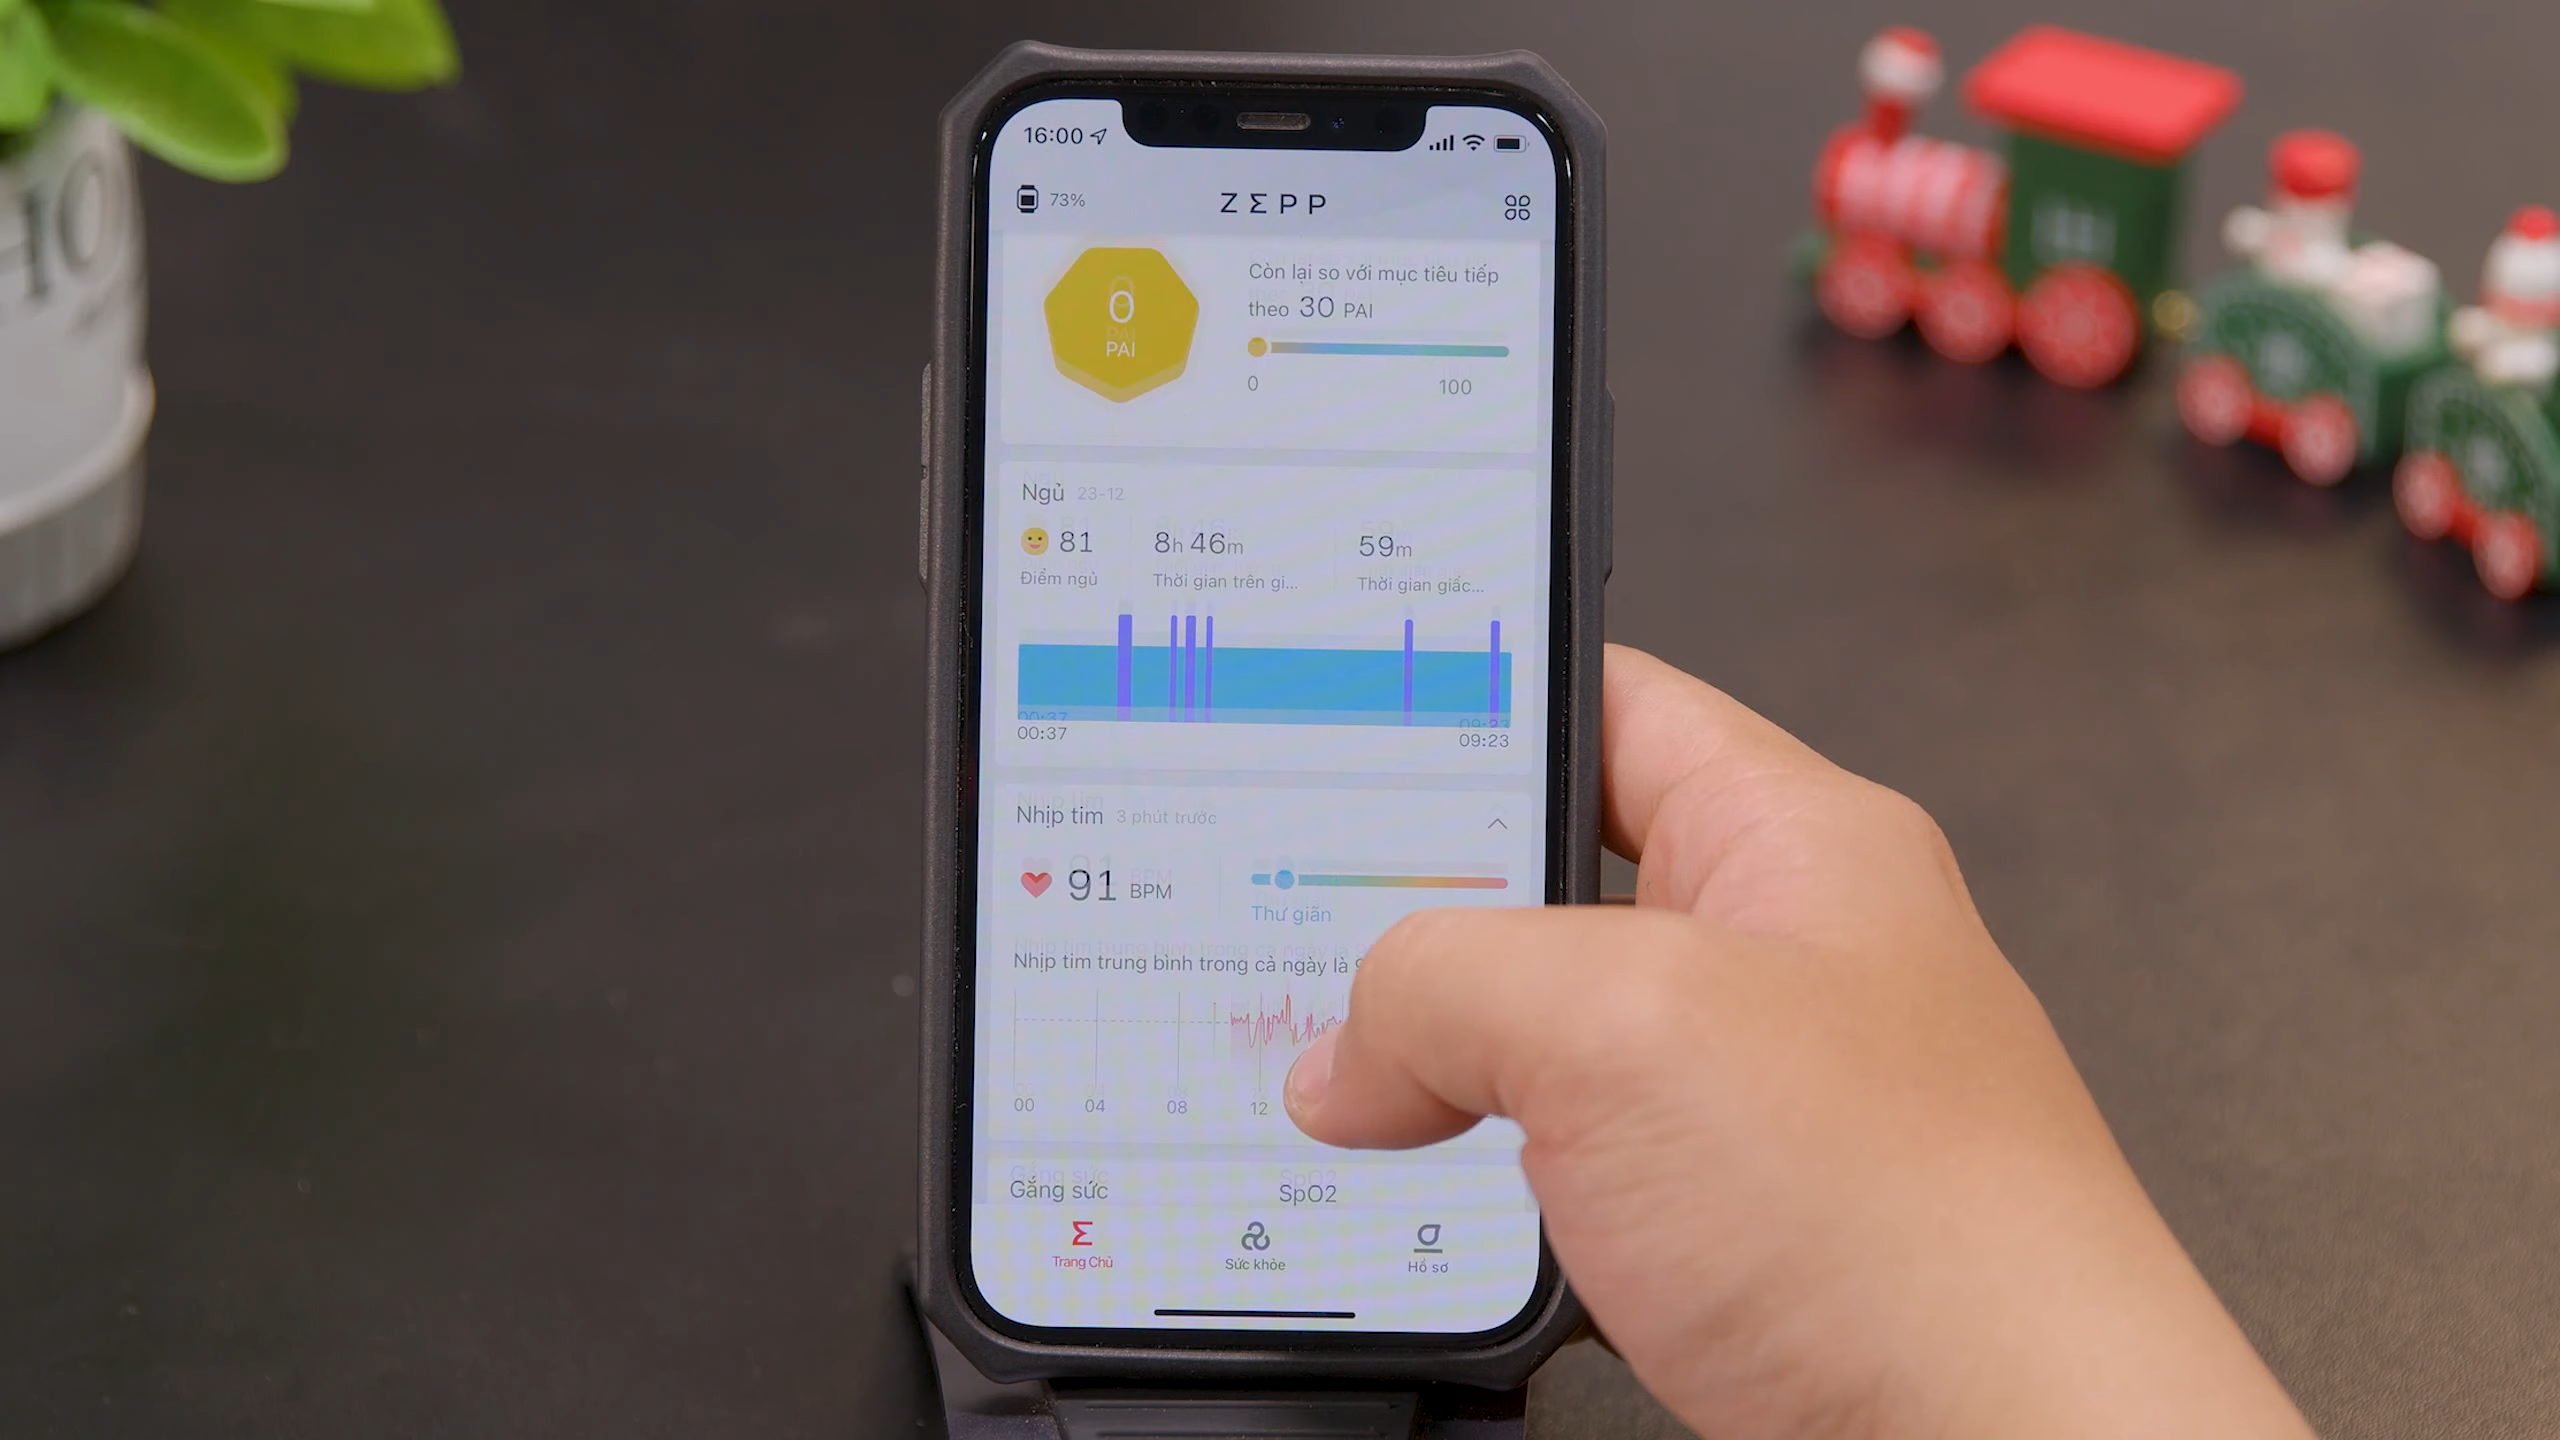 16:00
73%
ZΣPP
0
PAI
Còn lại so với mục tiêu tiếp
theo 30 PAI
0 100
Ngủ 23-12
81 8h 46m 59m
Điểm ngủ Thời gian trên gi... Thời gian giấc...
00:37 09:23
Nhịp tim 3 phút trước
91 BPM
Thư giãn
Nhịp tim trung bình trong cả ngày là
00 04 08 12
Gắng sức SpO2
Trang Chủ Sức khỏe Hồ sơ